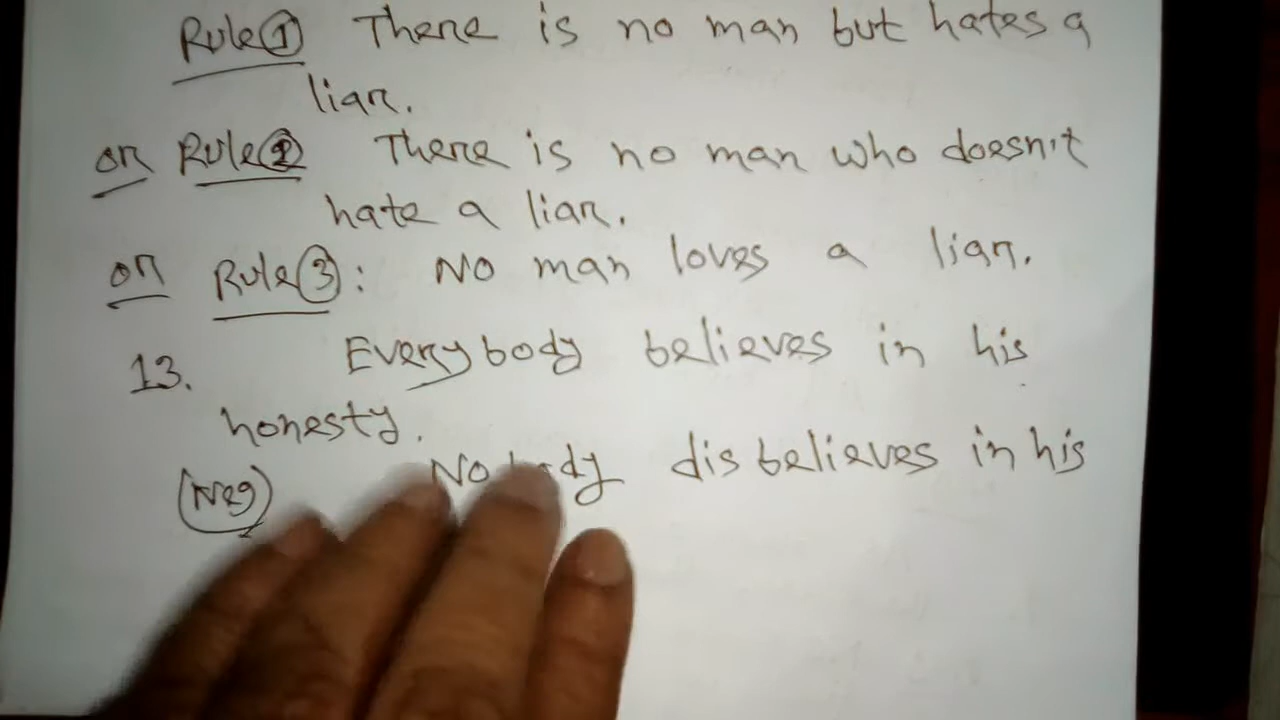 Rule① There is no man but hates a
liar.
or Rule② There is no man who doesn't
hate a liar.
or Rule③: No man loves a liar.
13. Everybody believes in his
honesty.
(Neg) Nobody disbelieves in his